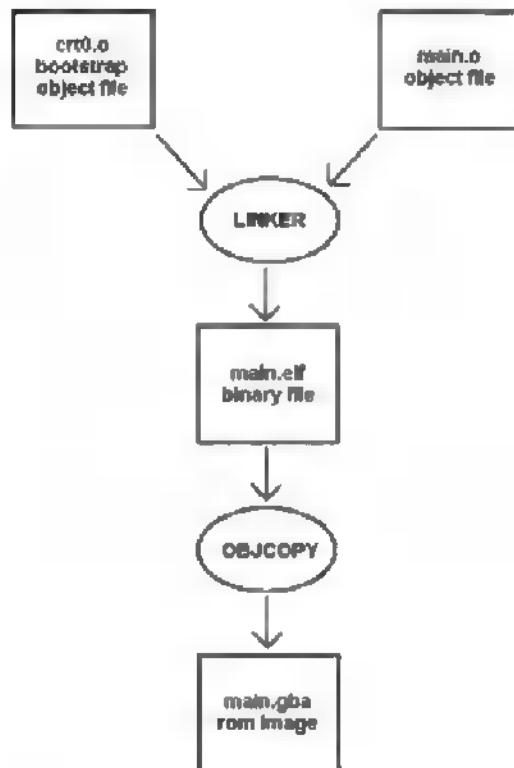 crt0.o
bootstrap
object file
main.o
object file
LINKER
main.elf
binary file
OBJCOPY
main.gba
rom image